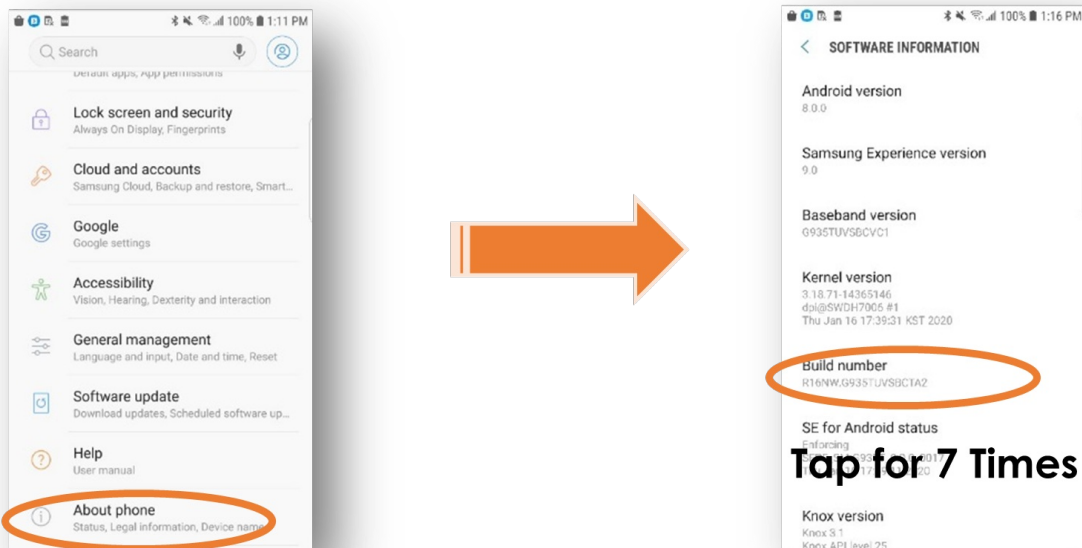 100% 1:11 PM
Search
Default apps, App permissions
Lock screen and security
Always On Display, Fingerprints
Cloud and accounts
Samsung Cloud, Backup and restore, Smart...
Google
Google settings
Accessibility
Vision, Hearing, Dexterity and interaction
General management
Language and input, Date and time, Reset
Software update
Download updates, Scheduled software up...
Help
User manual
About phone
Status, Legal information, Device name
100% 1:16 PM
SOFTWARE INFORMATION
Android version
8.0.0
Samsung Experience version
9.0
Baseband version
G935TUVSBCVC1
Kernel version
3.18.71-14365146
dpi@SWDH7006 #1
Thu Jan 16 17:39:31 KST 2020
Build number
R16NW.G935TUVSBCTA2
SE for Android status
Enforcing
Tap for 7 Times
Knox version
Knox 3.1
Knox API level 25